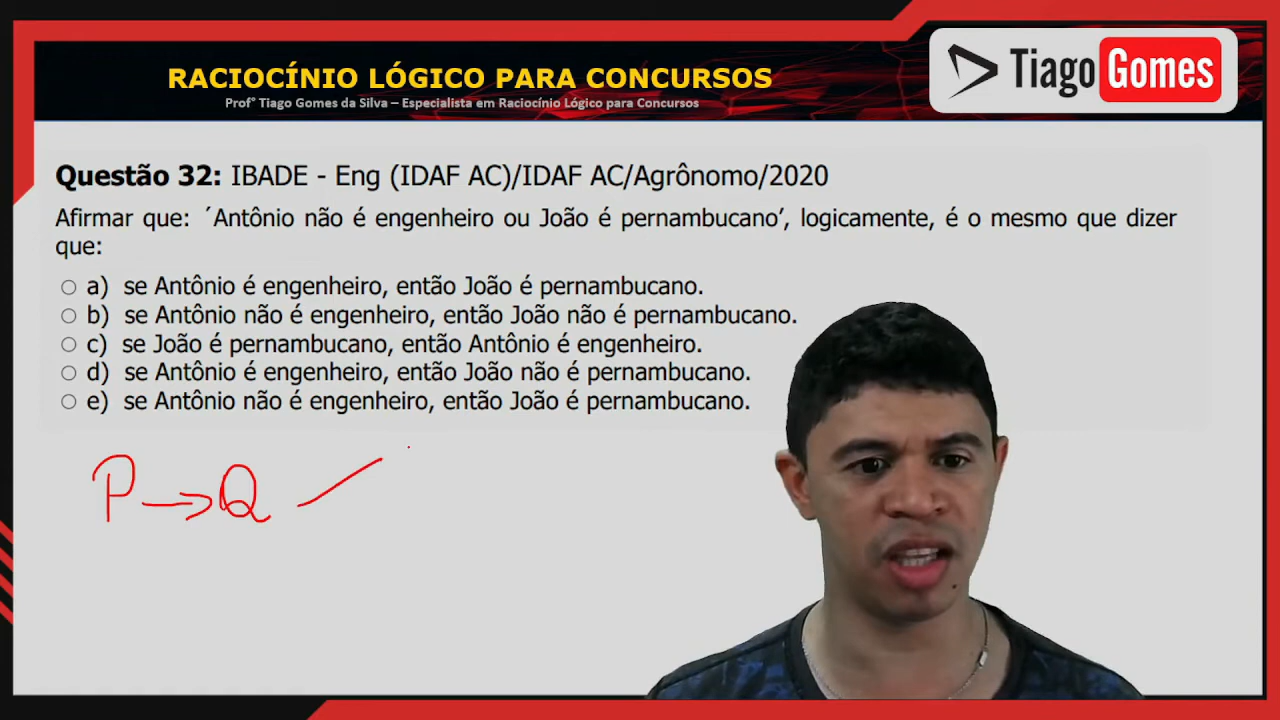 RACIOCÍNIO LÓGICO PARA CONCURSOS
Prof° Tiago Gomes da Silva – Especialista em Raciocínio Lógico para Concursos
Tiago Gomes
Questão 32: IBADE - Eng (IDAF AC)/IDAF AC/Agrônomo/2020
Afirmar que: ´Antônio não é engenheiro ou João é pernambucano’, logicamente, é o mesmo que dizer
que:
a) se Antônio é engenheiro, então João é pernambucano.
b) se Antônio não é engenheiro, então João não é pernambucano.
c) se João é pernambucano, então Antônio é engenheiro.
d) se Antônio é engenheiro, então João não é pernambucano.
e) se Antônio não é engenheiro, então João é pernambucano.
P → Q